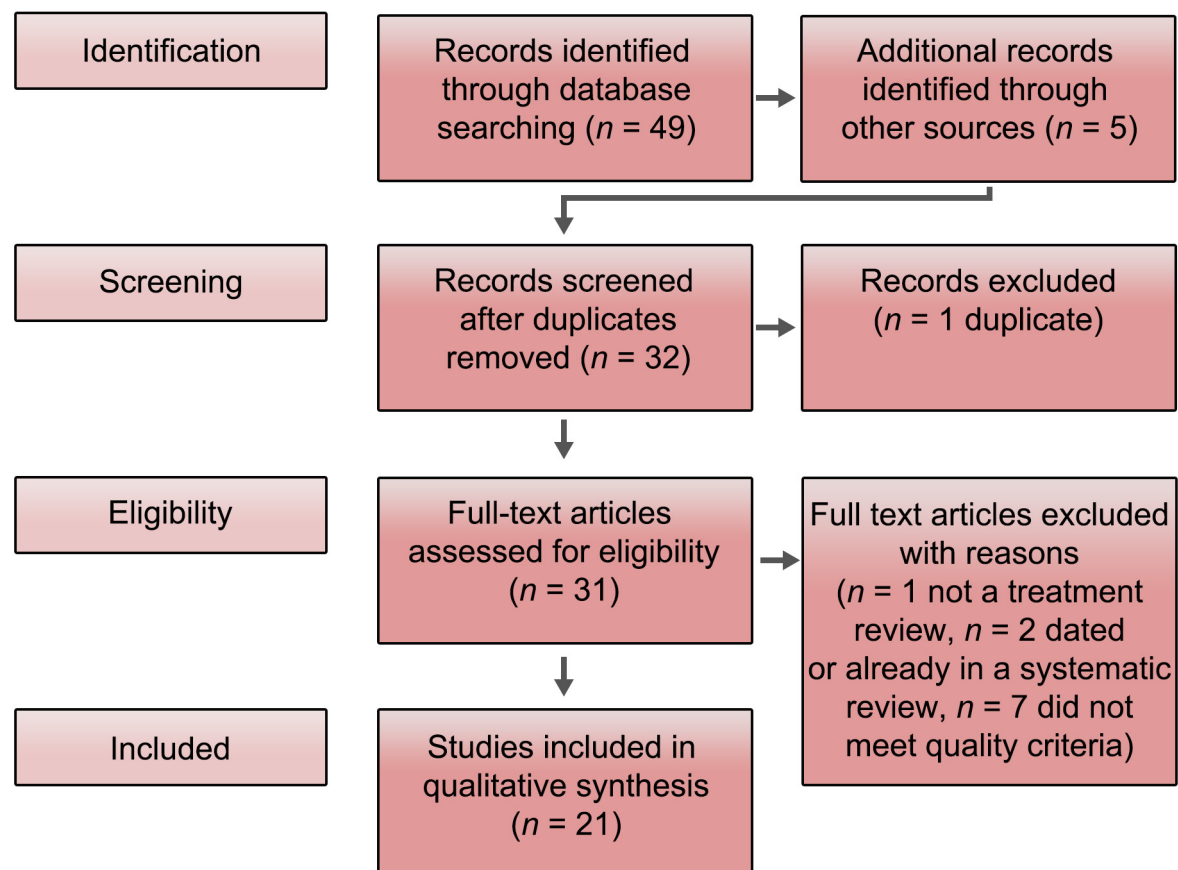 Identification
Records identified
through database
searching (n = 49)
Additional records
identified through
other sources (n = 5)
Screening
Records screened
after duplicates
removed (n = 32)
Records excluded
(n = 1 duplicate)
Eligibility
Full-text articles
assessed for eligibility
(n = 31)
Full text articles excluded
with reasons
(n = 1 not a treatment
review, n = 2 dated
or already in a systematic
review, n = 7 did not
meet quality criteria)
Included
Studies included in
qualitative synthesis
(n = 21)